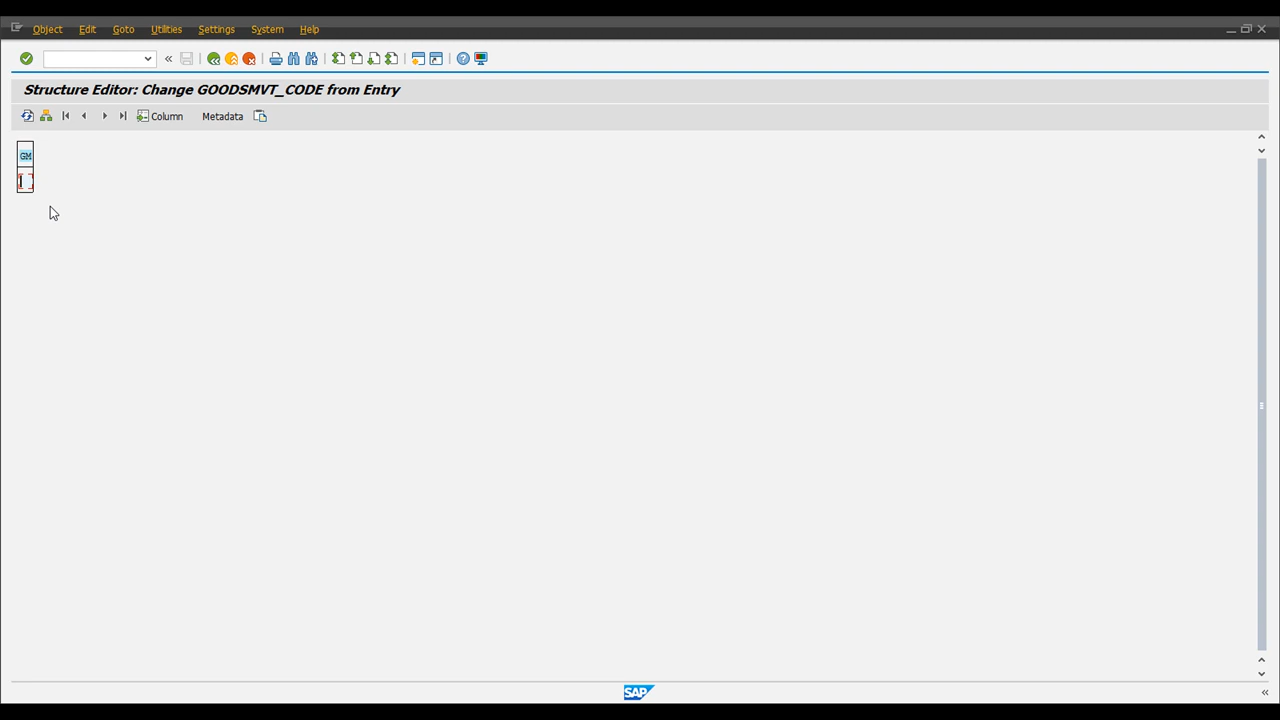 Object Edit Goto Utilities Settings System Help
Structure Editor: Change GOODSMVT_CODE from Entry
Column Metadata
GM
SAP